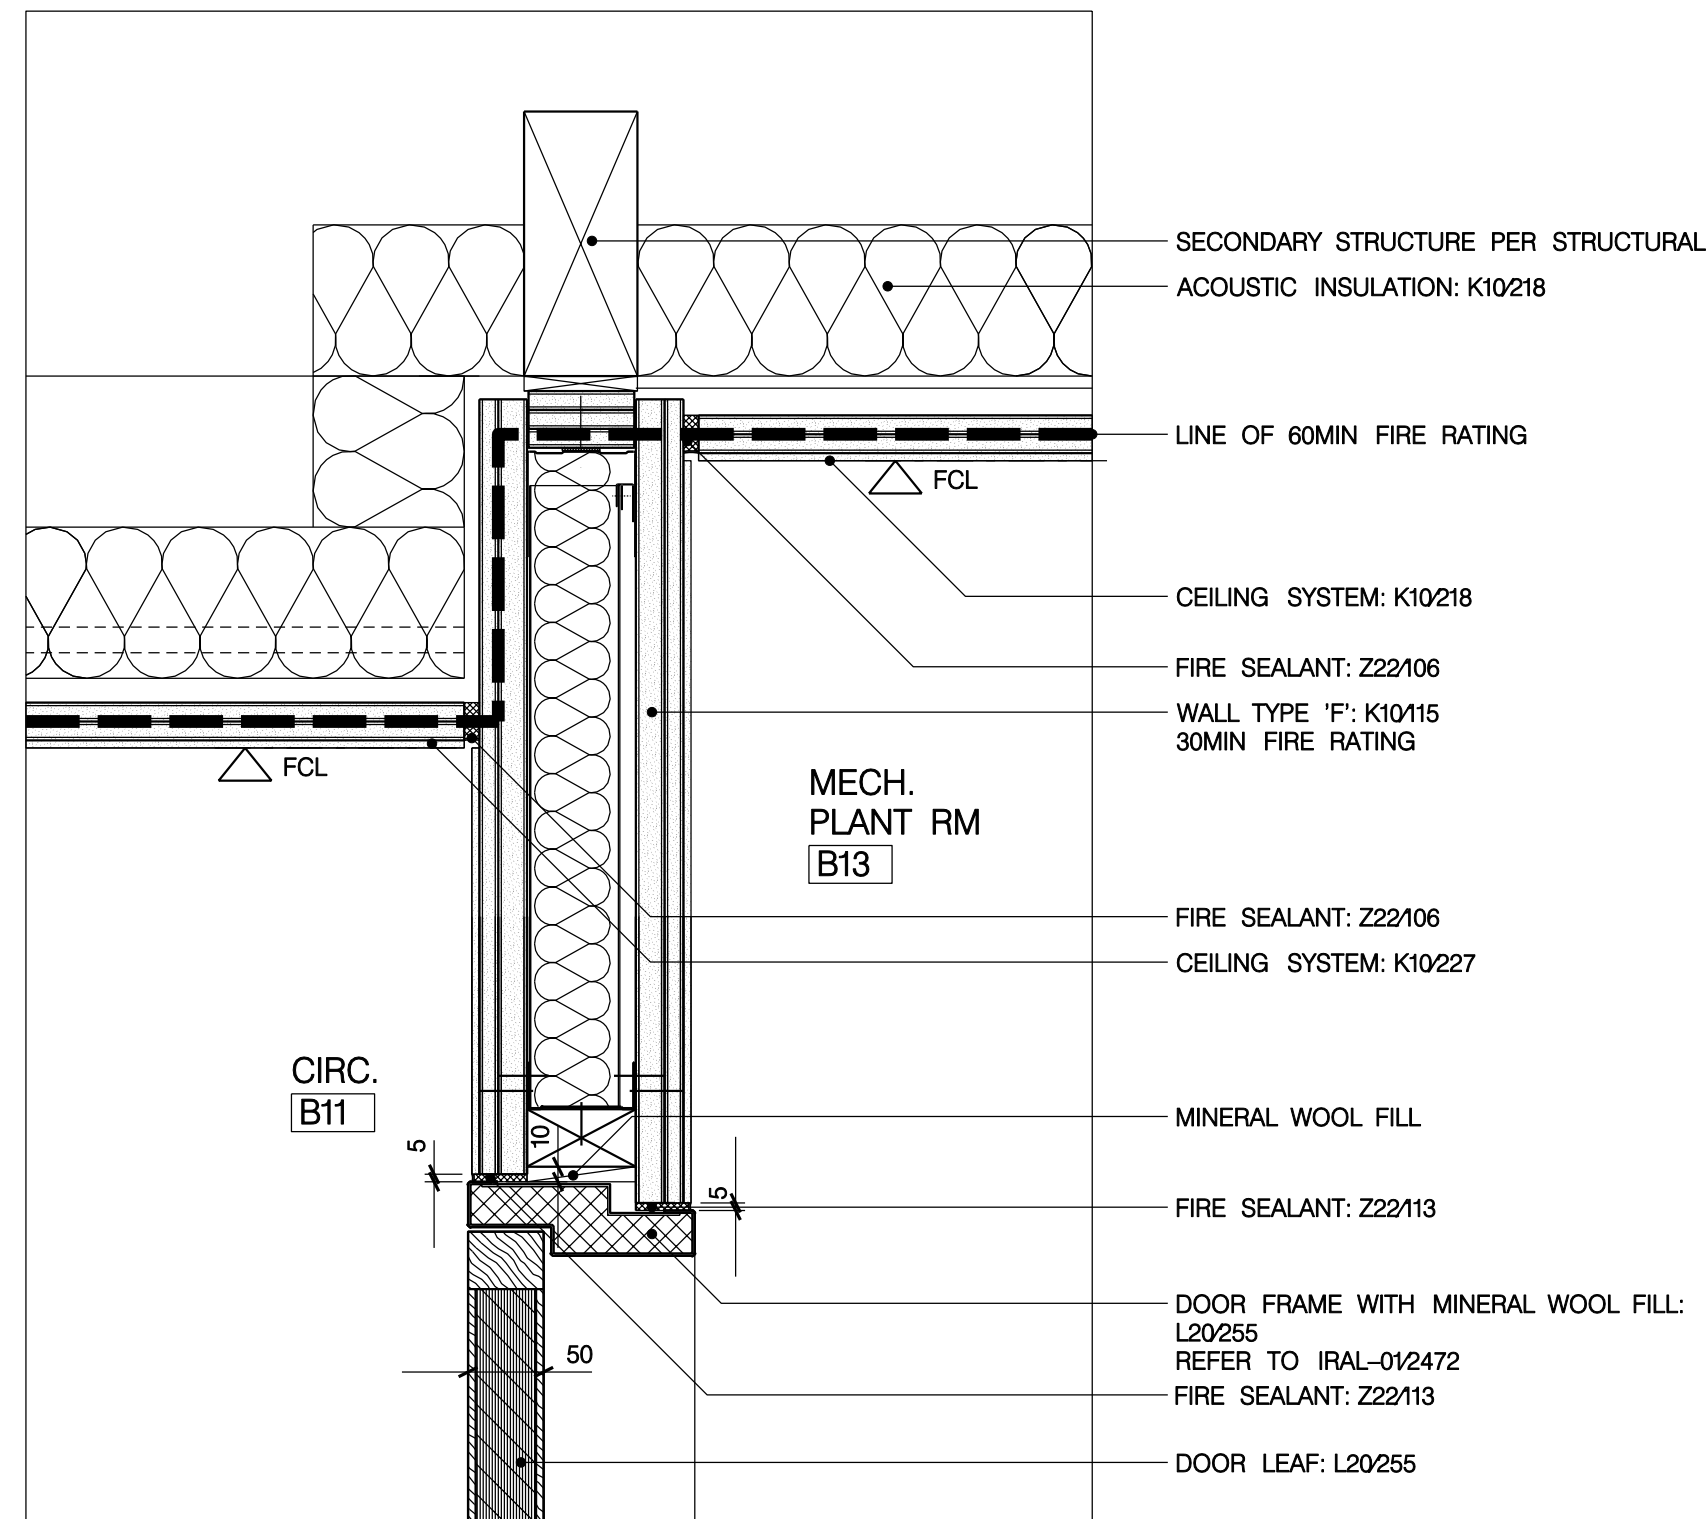 SECONDARY STRUCTURE PER STRUCTURAL
ACOUSTIC INSULATION: K10/218
LINE OF 60MIN FIRE RATING
FCL
CEILING SYSTEM: K10/218
FIRE SEALANT: Z22/106
WALL TYPE 'F': K10/115
30MIN FIRE RATING
FCL
MECH.
PLANT RM
B13
FIRE SEALANT: Z22/106
CEILING SYSTEM: K10/227
CIRC.
B11
MINERAL WOOL FILL
5
10
5
FIRE SEALANT: Z22/113
DOOR FRAME WITH MINERAL WOOL FILL:
L20/255
REFER TO IRAL-01/2472
50
FIRE SEALANT: Z22/113
DOOR LEAF: L20/255